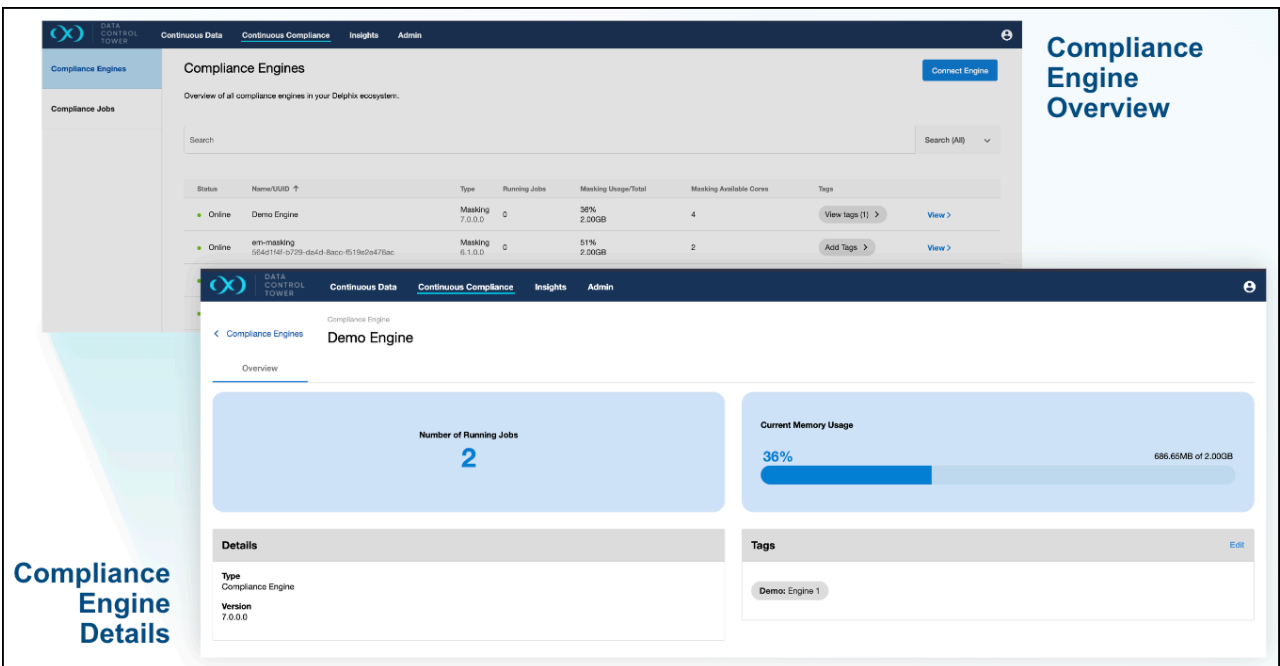 DATA
CONTROL
TOWER
Continuous Data Continuous Compliance Insights Admin
Compliance
Engine
Overview
Compliance Engines
Compliance Jobs
Compliance Engines
Connect Engine
Overview of all compliance engines in your Delphix ecosystem.
Search
Search (All)
Status Name/UUID ↑ Type Running Jobs Masking Usage/Total Masking Available Cores Tags
Online Demo Engine Masking 0 36% 4 View tags (1) > View >
7.0.0.0 2.00GB
Online em-masking Masking 0 51% 2 Add Tags > View >
564d1f4f-b729-da4d-8acc-f519e2e476ac 6.1.0.0 2.00GB
DATA
CONTROL
TOWER
Continuous Data Continuous Compliance Insights Admin
< Compliance Engines
Compliance Engine
Demo Engine
Overview
Number of Running Jobs
2
Current Memory Usage
36% 686.65MB of 2.00GB
Details
Type
Compliance Engine
Version
7.0.0.0
Tags Edit
Demo: Engine 1
Compliance
Engine
Details